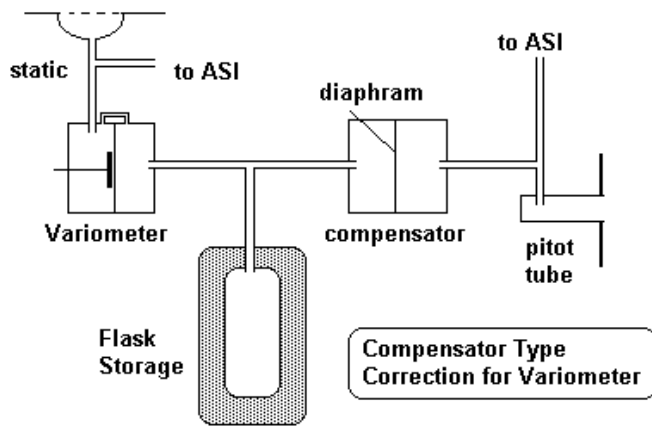 static
to ASI
to ASI
diaphram
Variometer
compensator
pitot
tube
Flask
Storage
Compensator Type
Correction for Variometer